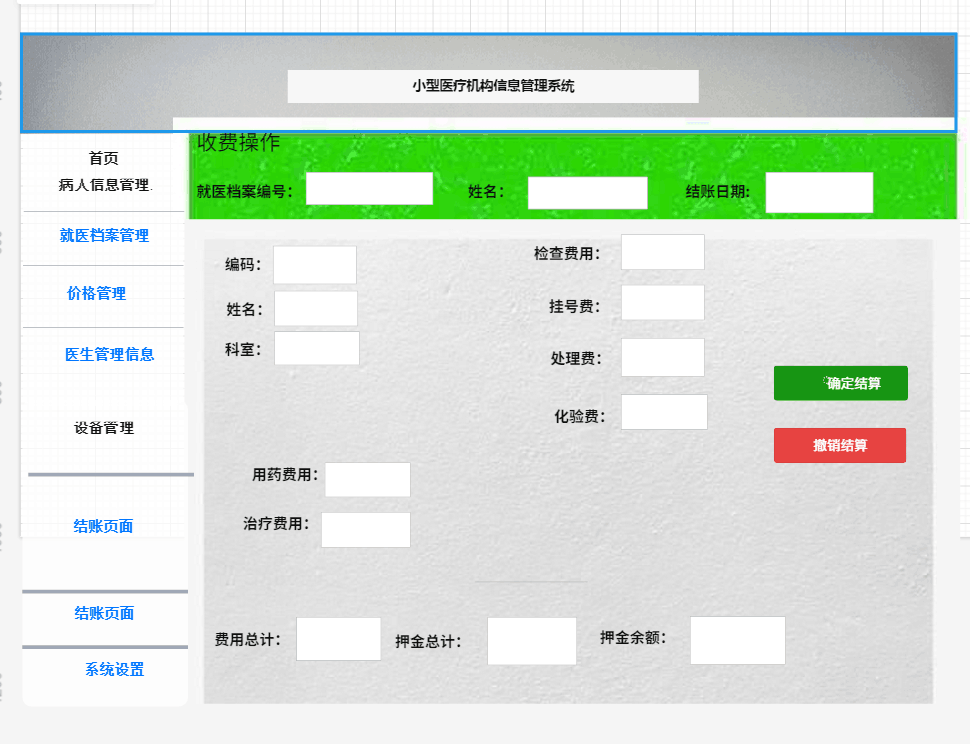 小型医疗机构信息管理系统
首页
病人信息管理.
就医档案管理
价格管理
医生管理信息
设备管理
结账页面
结账页面
系统设置
收费操作
就医档案编号： 姓名： 结账日期:
编码： 检查费用：
姓名： 挂号费：
科室： 处理费：
化验费：
确定结算
撤销结算
用药费用：
治疗费用：
费用总计： 押金总计： 押金余额：